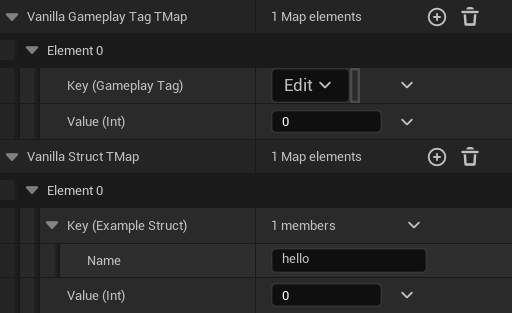 Vanilla Gameplay Tag TMap 1 Map elements
Element 0
Key (Gameplay Tag) Edit
Value (Int) 0
Vanilla Struct TMap 1 Map elements
Element 0
Key (Example Struct) 1 members
Name hello
Value (Int) 0